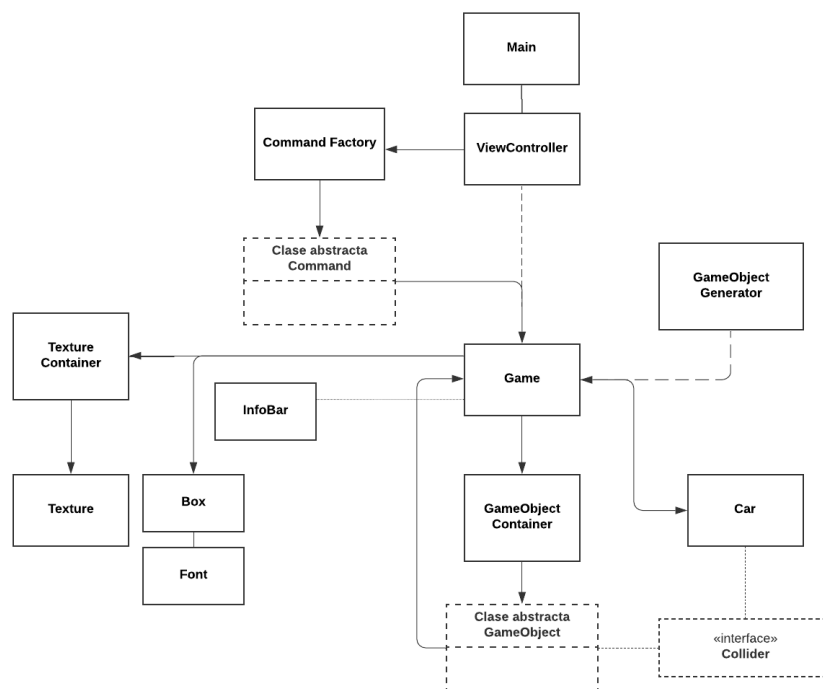 Main
Command Factory
ViewController
Clase abstracta
Command
GameObject
Generator
Texture
Container
Game
InfoBar
Texture
Box
GameObject
Container
Car
Font
Clase abstracta
GameObject
«interface»
Collider